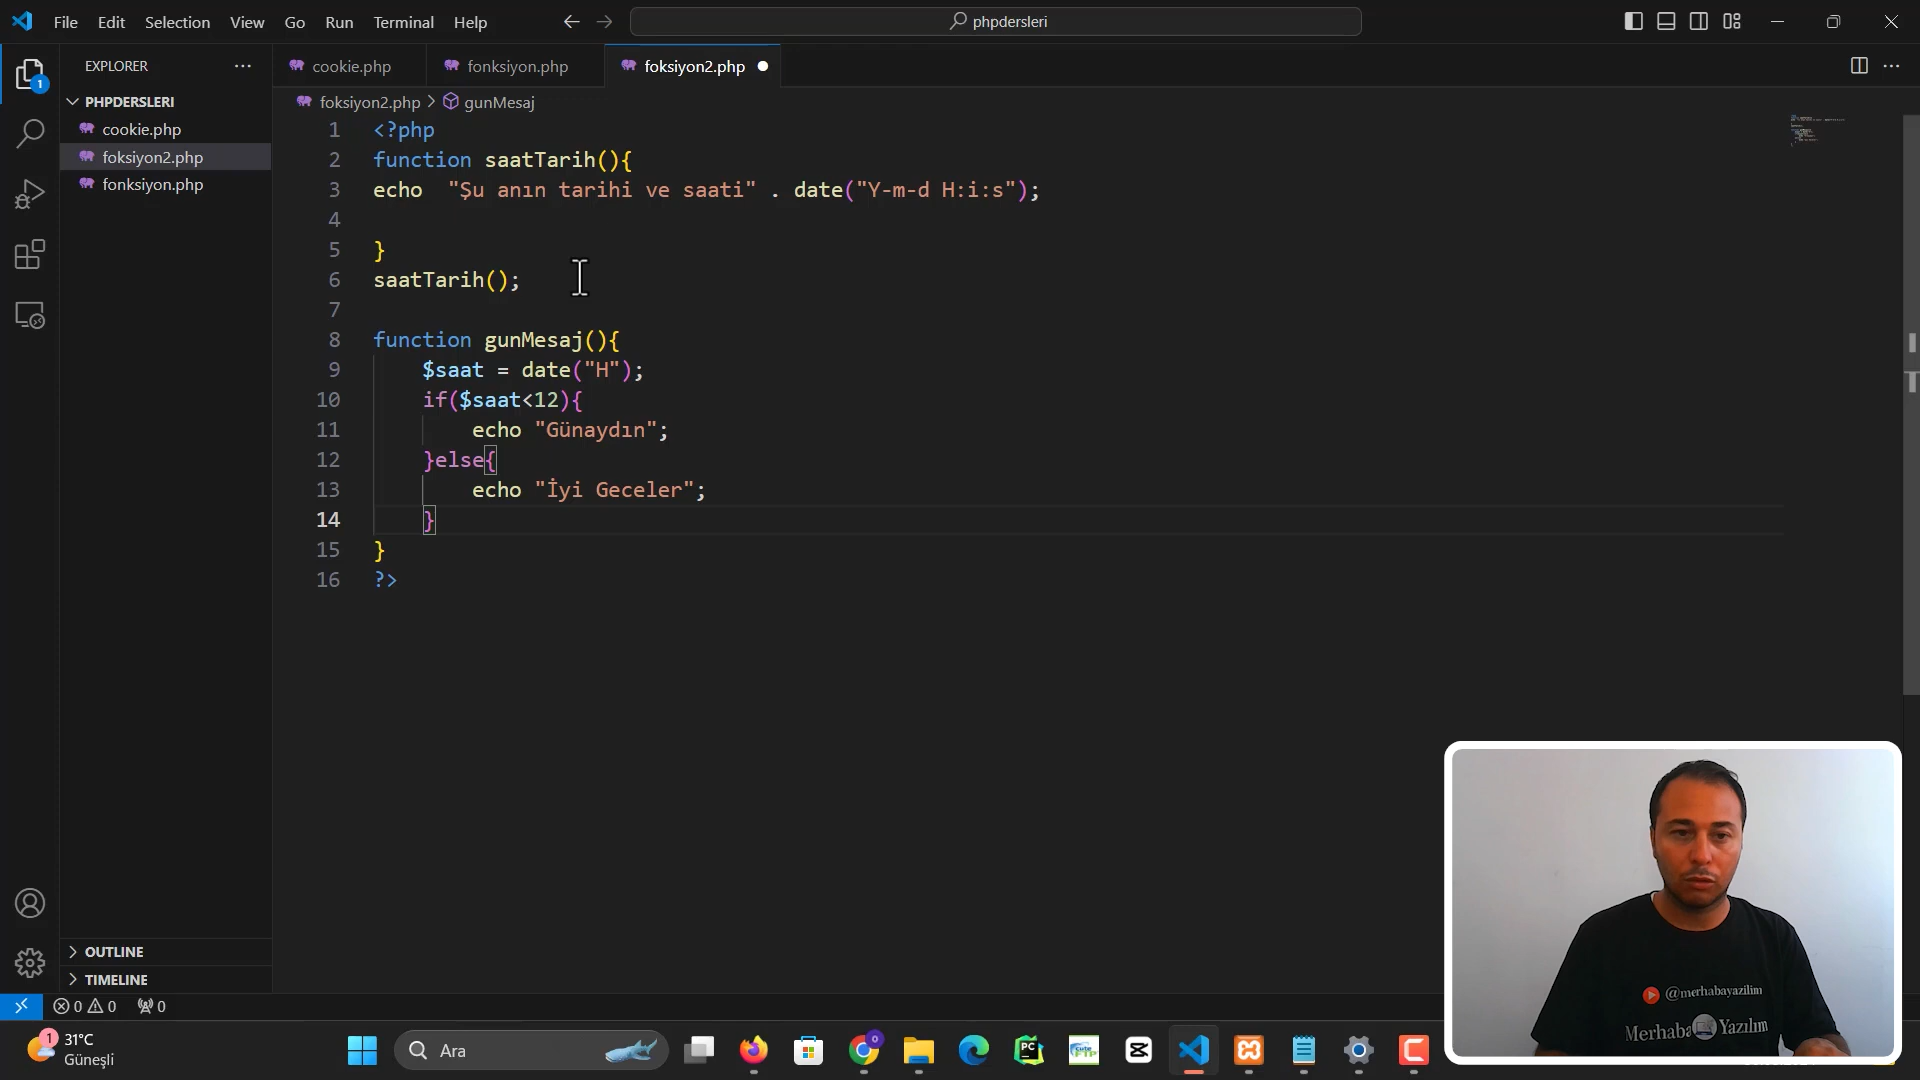 File Edit Selection View Go Run Terminal Help
phpdersleri
EXPLORER
1
cookie.php
fonksiyon.php
foksiyon2.php
PHPDERSLERI
cookie.php
foksiyon2.php
fonksiyon.php
foksiyon2.php > gunMesaj
1 <?php
2 function saatTarih(){
3 echo  "Şu anın tarihi ve saati" . date("Y-m-d H:i:s");
4
5 }
6 saatTarih();
7
8 function gunMesaj(){
9     $saat = date("H");
10     if($saat<12){
11         echo "Günaydın";
12     }else{
13         echo "İyi Geceler";
14     }
15 }
16 ?>
OUTLINE
TIMELINE
0 0 0
@merhabayazilim
Merhaba Yazılım
1
31°C
Güneşli
Ara
PC